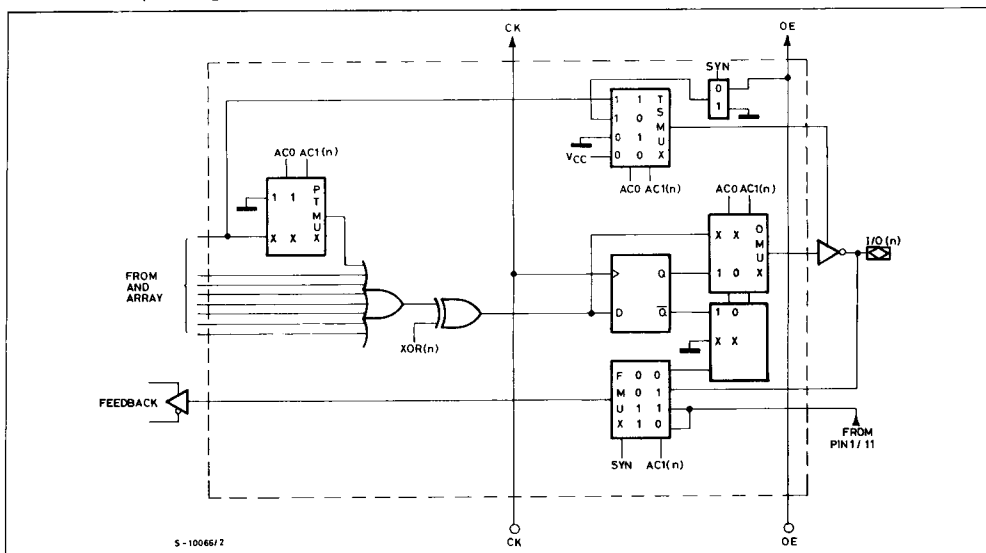 CK
OE
SYN
0
1
1 1 T
1 0 S
0 1 M
0 0 U
X
VCC
AC0 AC1(n)
AC0 AC1(n)
1 1 P
T
M
U
X X X
AC0 AC1(n)
X X O
M
U
1 0 X
I/O(n)
FROM
AND
ARRAY
XOR(n)
Q
D Q
1 0
X X
F 0 0
M 0 1
U 1 1
X 1 0
FEEDBACK
SYN AC1(n)
FROM
PIN1/11
S-10066/2
CK
OE